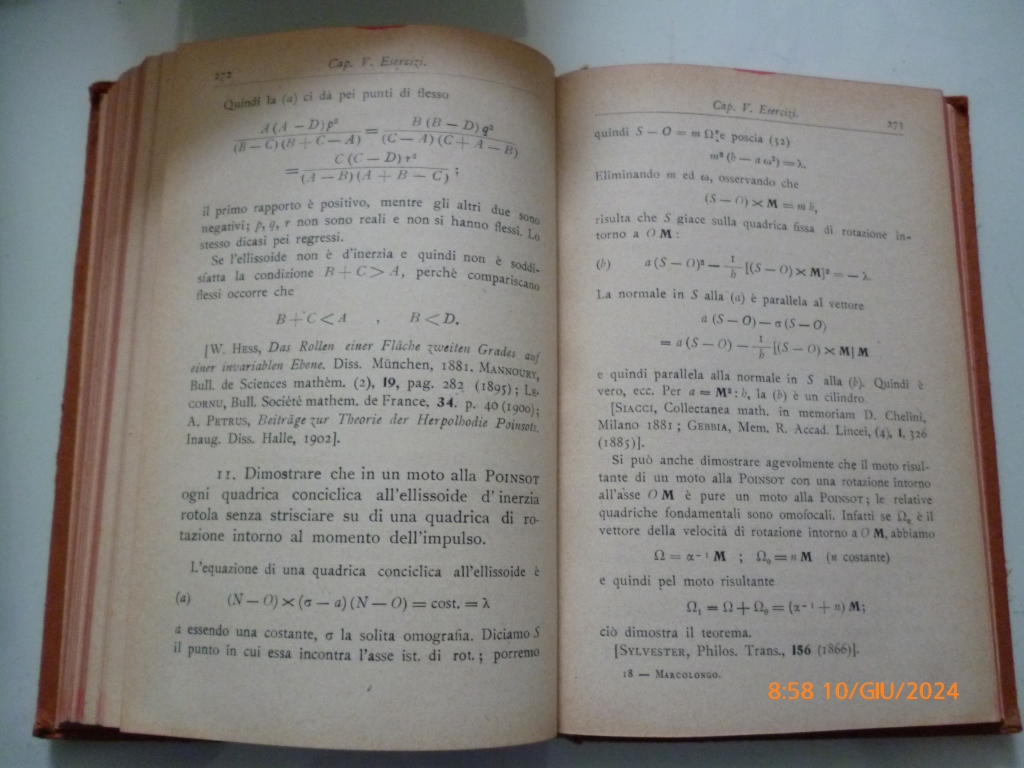 272
Cap. V. Esercizi.
Quindi la (a) ci dà pei punti di flesso
A (A — D) p² / (B — C) (B + C — A) = B (B — D) q² / (C — A) (C + A — B)
= C (C — D) r² / (A — B) (A + B — C) ;
il primo rapporto è positivo, mentre gli altri due sono
negativi; p, q, r non sono reali e non si hanno flessi. Lo
stesso dicasi pei regressi.
Se l'ellissoide non è d'inerzia e quindi non è soddi-
sfatta la condizione B + C > A, perchè compariscano
flessi occorre che
B + C < A , B < D.
[W. Hess, Das Rollen einer Fläche zweiten Grades auf
einer invariablen Ebene. Diss. München, 1881. Mannoury,
Bull. de Sciences mathèm. (2), 19, pag. 282 (1895); Le-
cornu, Bull. Société mathem. de France, 34. p. 40 (1900);
A. Petrus, Beiträge zur Theorie der Herpolhodie Poinsots.
Inaug. Diss. Halle, 1902].
11. Dimostrare che in un moto alla Poinsot
ogni quadrica conciclica all'ellissoide d'inerzia
rotola senza strisciare su di una quadrica di ro-
tazione intorno al momento dell'impulso.
L'equazione di una quadrica conciclica all'ellissoide è
(a) (N — O) × (σ — a) (N — O) = cost. = λ
a essendo una costante, σ la solita omografia. Diciamo S
il punto in cui essa incontra l'asse ist. di rot.; porremo
Cap. V. Esercizi.
273
quindi S — O = m Ω e poscia (52)
m² (b — a ω²) = λ.
Eliminando m ed ω, osservando che
(S — O) × M = m b,
risulta che S giace sulla quadrica fissa di rotazione in-
torno a O M :
(b) a (S — O)² — 1/b [(S — O) × M]² = — λ.
La normale in S alla (a) è parallela al vettore
a (S — O) — σ (S — O)
= a (S — O) — 1/b [(S — O) × M] M
e quindi parallela alla normale in S alla (b). Quindi è
vero, ecc. Per a = M² : b, la (b) è un cilindro.
[Siacci, Collectanea math. in memoriam D. Chelini,
Milano 1881 ; Gebbia, Mem. R. Accad. Lincei, (4), 1, 326
(1885)].
Si può anche dimostrare agevolmente che il moto risul-
tante di un moto alla Poinsot con una rotazione intorno
all'asse O M è pure un moto alla Poinsot ; le relative
quadriche fondamentali sono omofocali. Infatti se Ω₀ è il
vettore della velocità di rotazione intorno a O M, abbiamo
Ω = α⁻¹ M ; Ω₀ = n M (n costante)
e quindi pel moto risultante
Ω₁ = Ω + Ω₀ = (α⁻¹ + n) M;
ciò dimostra il teorema.
[Sylvester, Philos. Trans., 156 (1866)].
18 — Marcolongo.
8:58 10/GIU/2024